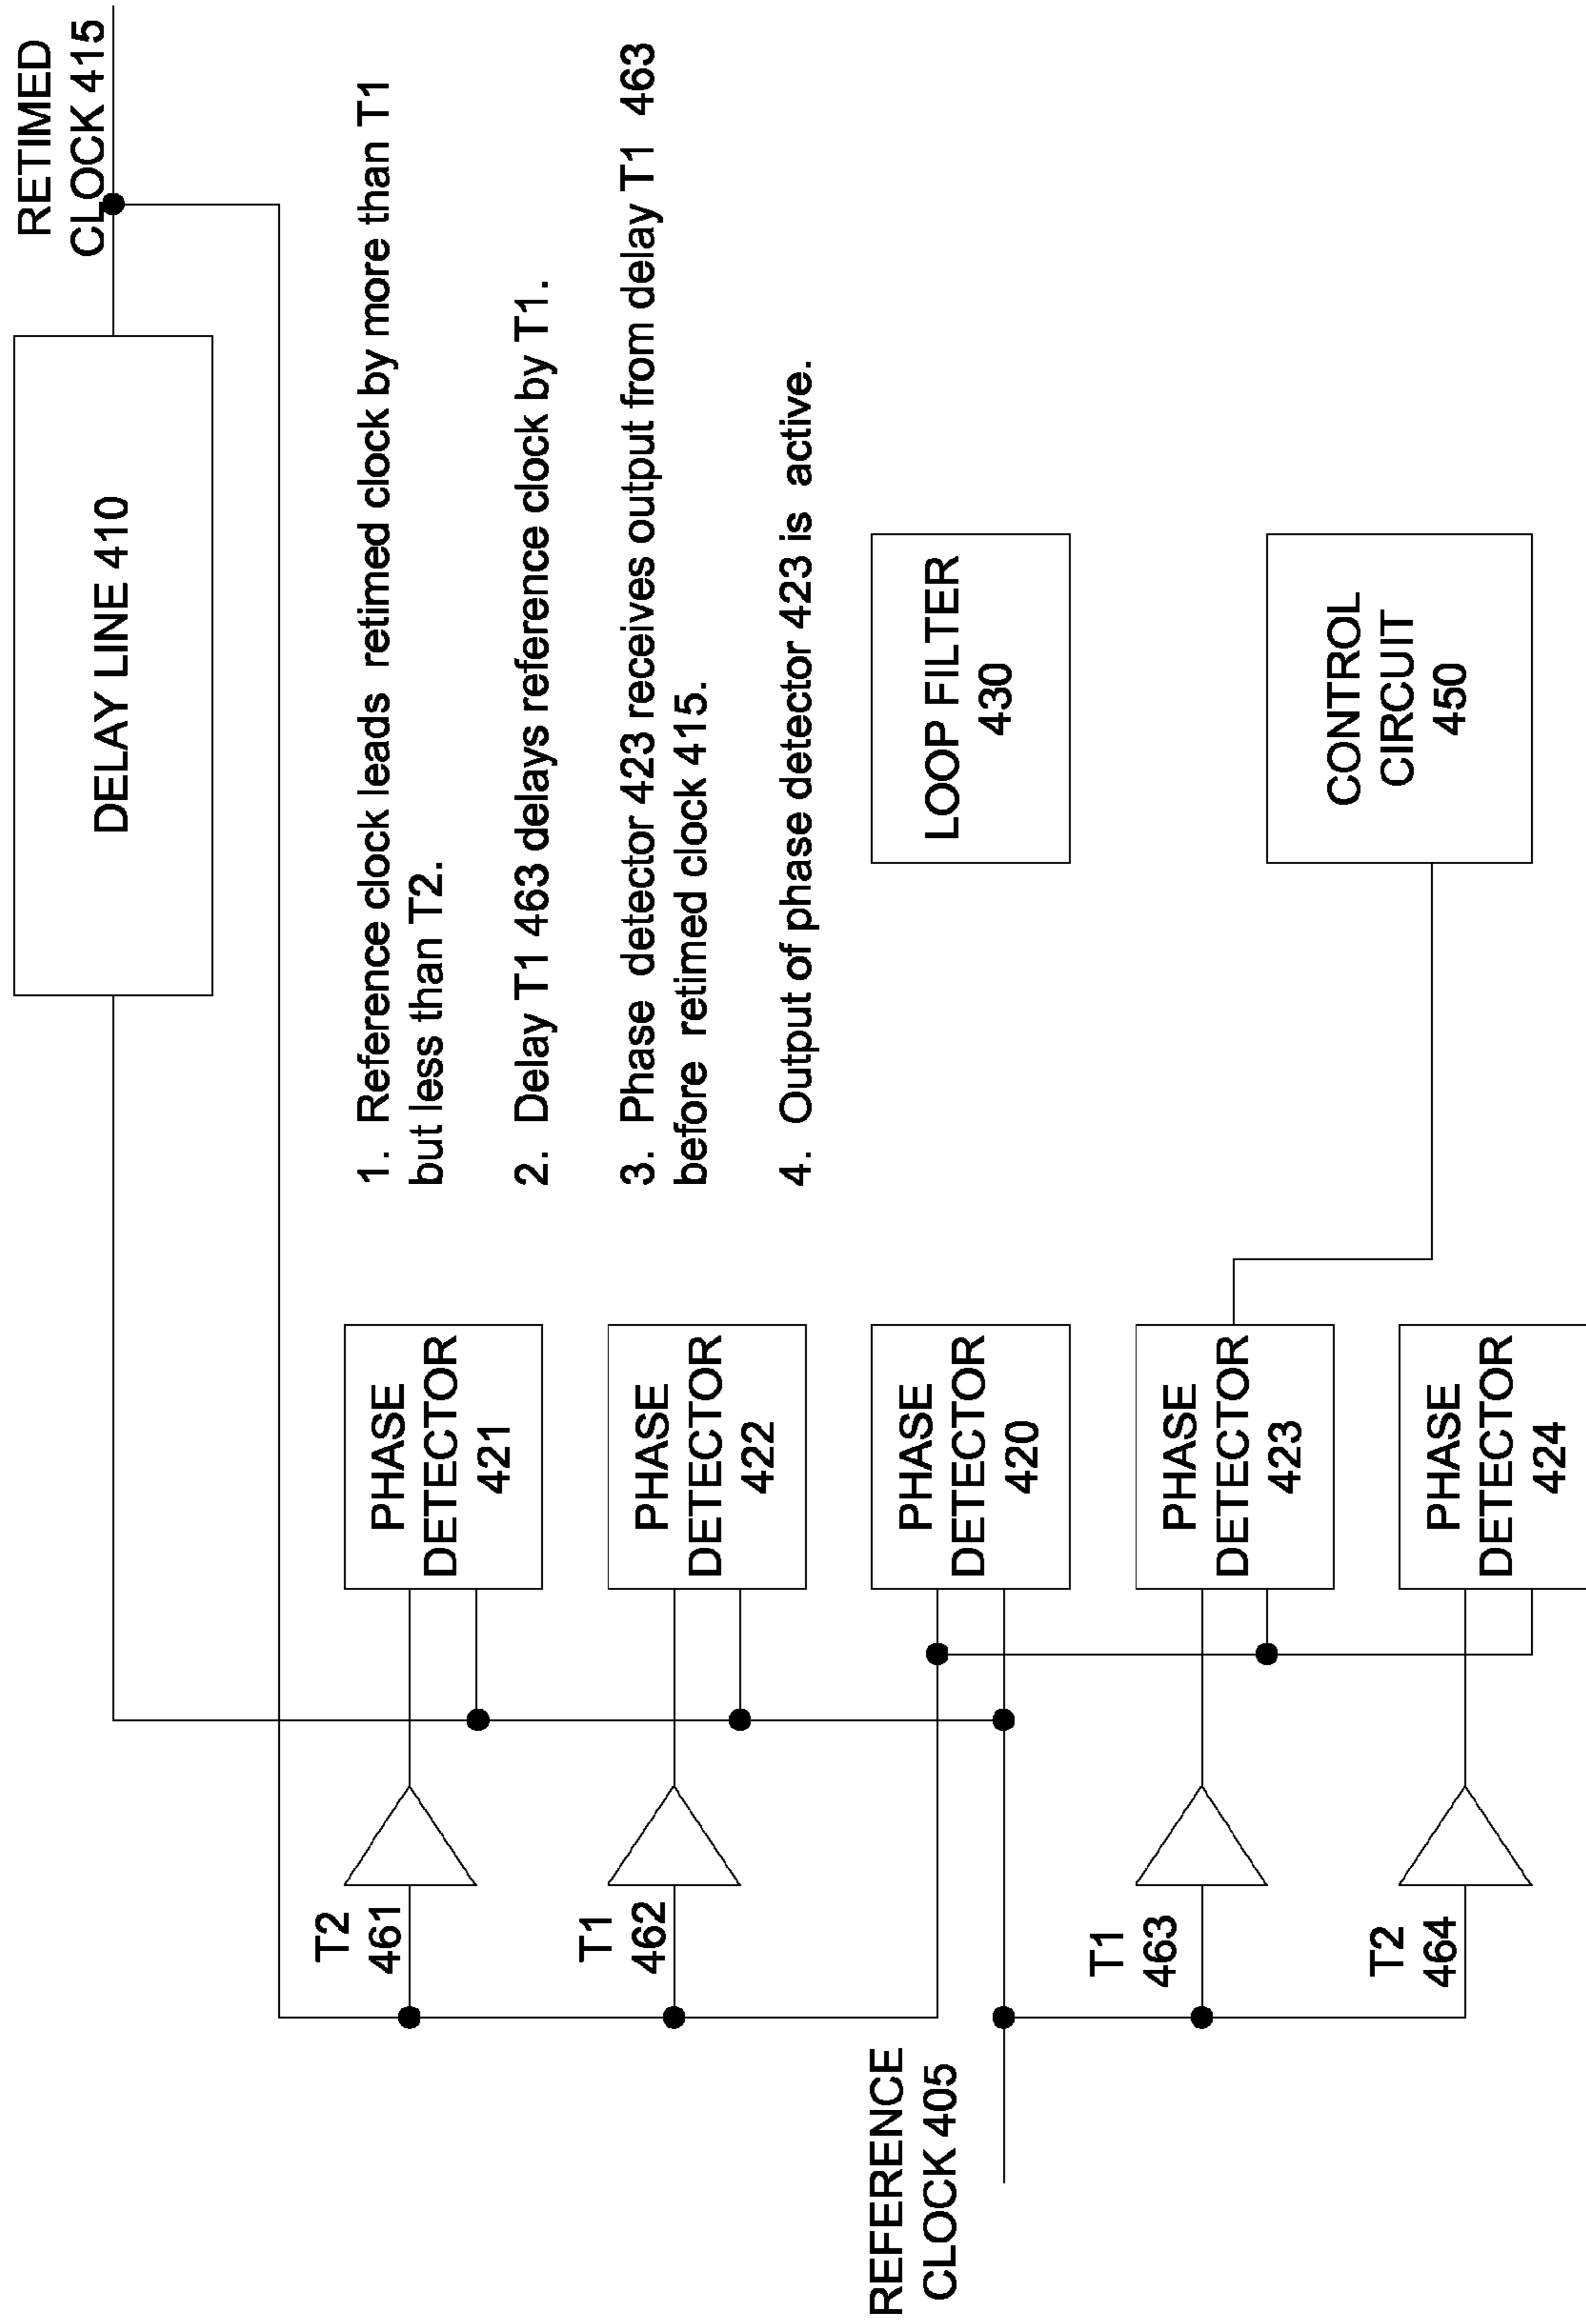 RETIMED
CLOCK 415
DELAY LINE 410
1. Reference clock leads retimed clock by more than T1
but less than T2.
2. Delay T1 463 delays reference clock by T1.
3. Phase detector 423 receives output from delay T1 463
before retimed clock 415.
4. Output of phase detector 423 is active.
T2
461
PHASE
DETECTOR
421
T1
462
PHASE
DETECTOR
422
REFERENCE
CLOCK 405
PHASE
DETECTOR
420
LOOP FILTER
430
T1
463
PHASE
DETECTOR
423
CONTROL
CIRCUIT
450
T2
464
PHASE
DETECTOR
424